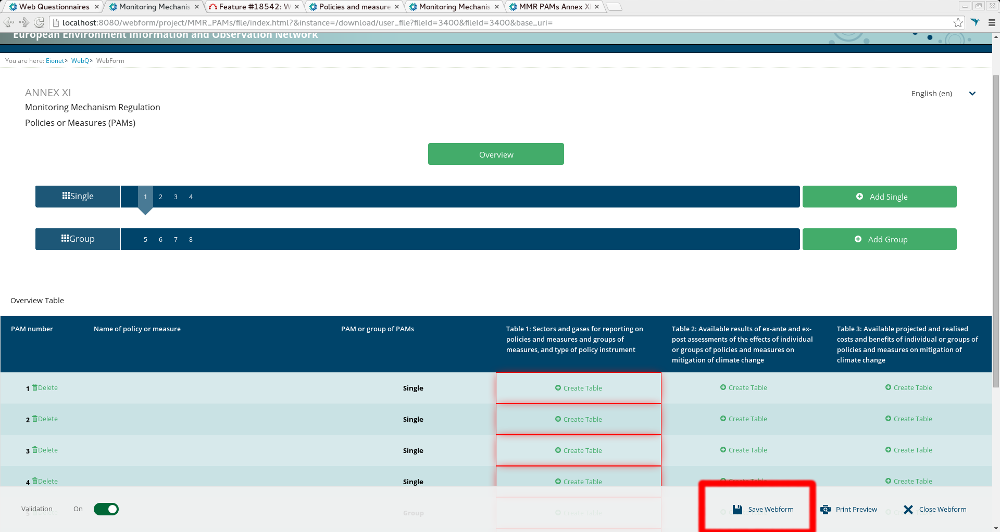 Web Questionnaires
Monitoring Mechanis
Feature #18542: W
Policies and measure
Monitoring Mechanis
MMR PAMs Annex X
localhost:8080/webform/project/MMR_PAMs/file/index.html?&instance=/download/user_file?fileId=3400&fileId=3400&base_uri=
European Environment Information and Observation Network
You are here: Eionet» WebQ» WebForm
ANNEX XI
English (en)
Monitoring Mechanism Regulation
Policies or Measures (PAMs)
Overview
Single 1 2 3 4 Add Single
Group 5 6 7 8 Add Group
Overview Table
PAM number
Name of policy or measure
PAM or group of PAMs
Table 1: Sectors and gases for reporting on
policies and measures and groups of
measures, and type of policy instrument
Table 2: Available results of ex-ante and ex-
post assessments of the effects of individual
or groups of policies and measures on
mitigation of climate change
Table 3: Available projected and realised
costs and benefits of individual or groups of
policies and measures on mitigation of
climate change
1 Delete Single Create Table Create Table Create Table
2 Delete Single Create Table Create Table Create Table
3 Delete Single Create Table Create Table Create Table
4 Delete Single Create Table Create Table Create Table
5 Group Create Table
Validation On Save Webform Print Preview Close Webform